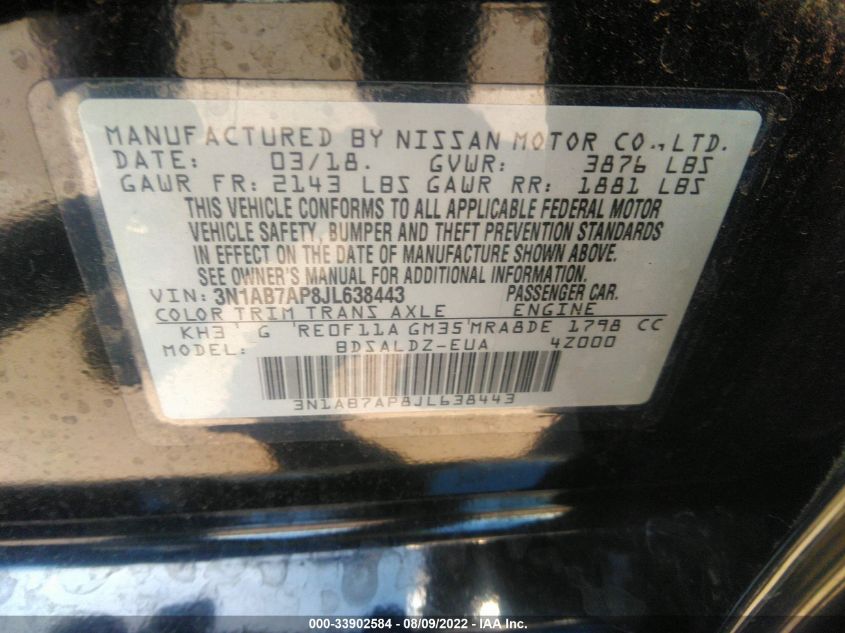 MANUFACTURED BY NISSAN MOTOR CO., LTD.
DATE: 03/18. GVWR: 3876 LBS
GAWR FR: 2143 LBS GAWR RR: 1881 LBS
THIS VEHICLE CONFORMS TO ALL APPLICABLE FEDERAL MOTOR
VEHICLE SAFETY, BUMPER AND THEFT PREVENTION STANDARDS
IN EFFECT ON THE DATE OF MANUFACTURE SHOWN ABOVE.
SEE OWNER'S MANUAL FOR ADDITIONAL INFORMATION.
VIN: 3N1AB7AP8JL638443 PASSENGER CAR.
COLOR TRIM TRANS AXLE ENGINE
KH3 G RE0F11A GM35 MRA8DE 1798 CC
MODEL: BDSALDZ-EUA 4Z000
3N1AB7AP8JL638443
000-33902584 - 08/09/2022 - IAA Inc.